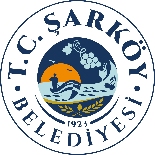 T.C. ŞARKÖY
BELEDİYESİ
1923